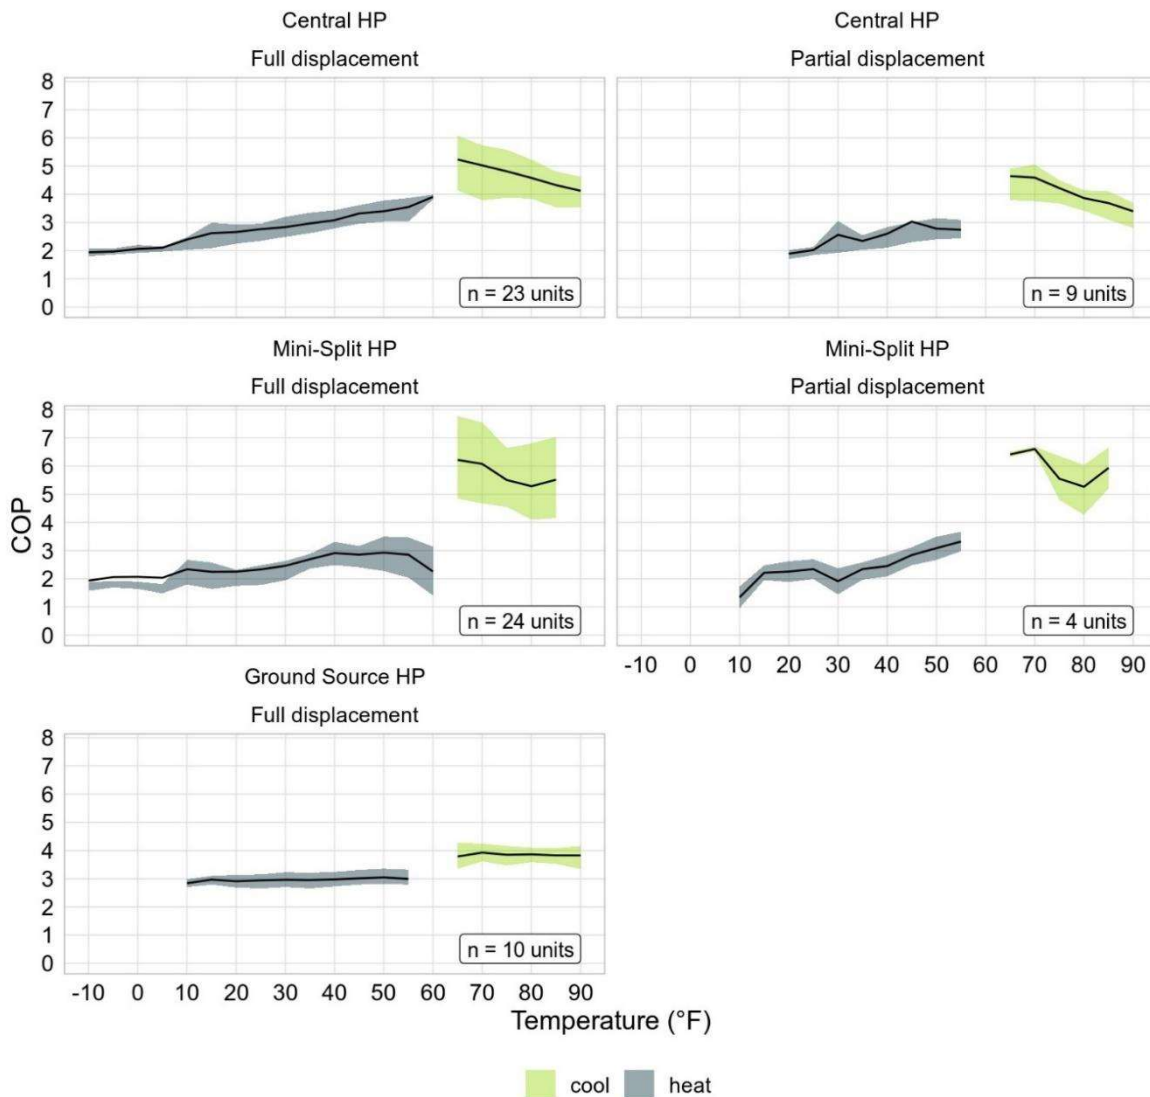 Central HP
Full displacement
8
7
6
5
4
3
2
1
0
n = 23 units
Central HP
Partial displacement
n = 9 units
Mini-Split HP
Full displacement
8
7
6
5
4
3
2
1
0
n = 24 units
Mini-Split HP
Partial displacement
n = 4 units
-10 0 10 20 30 40 50 60 70 80 90
COP
Ground Source HP
Full displacement
8
7
6
5
4
3
2
1
0
n = 10 units
-10 0 10 20 30 40 50 60 70 80 90
Temperature (°F)
cool heat